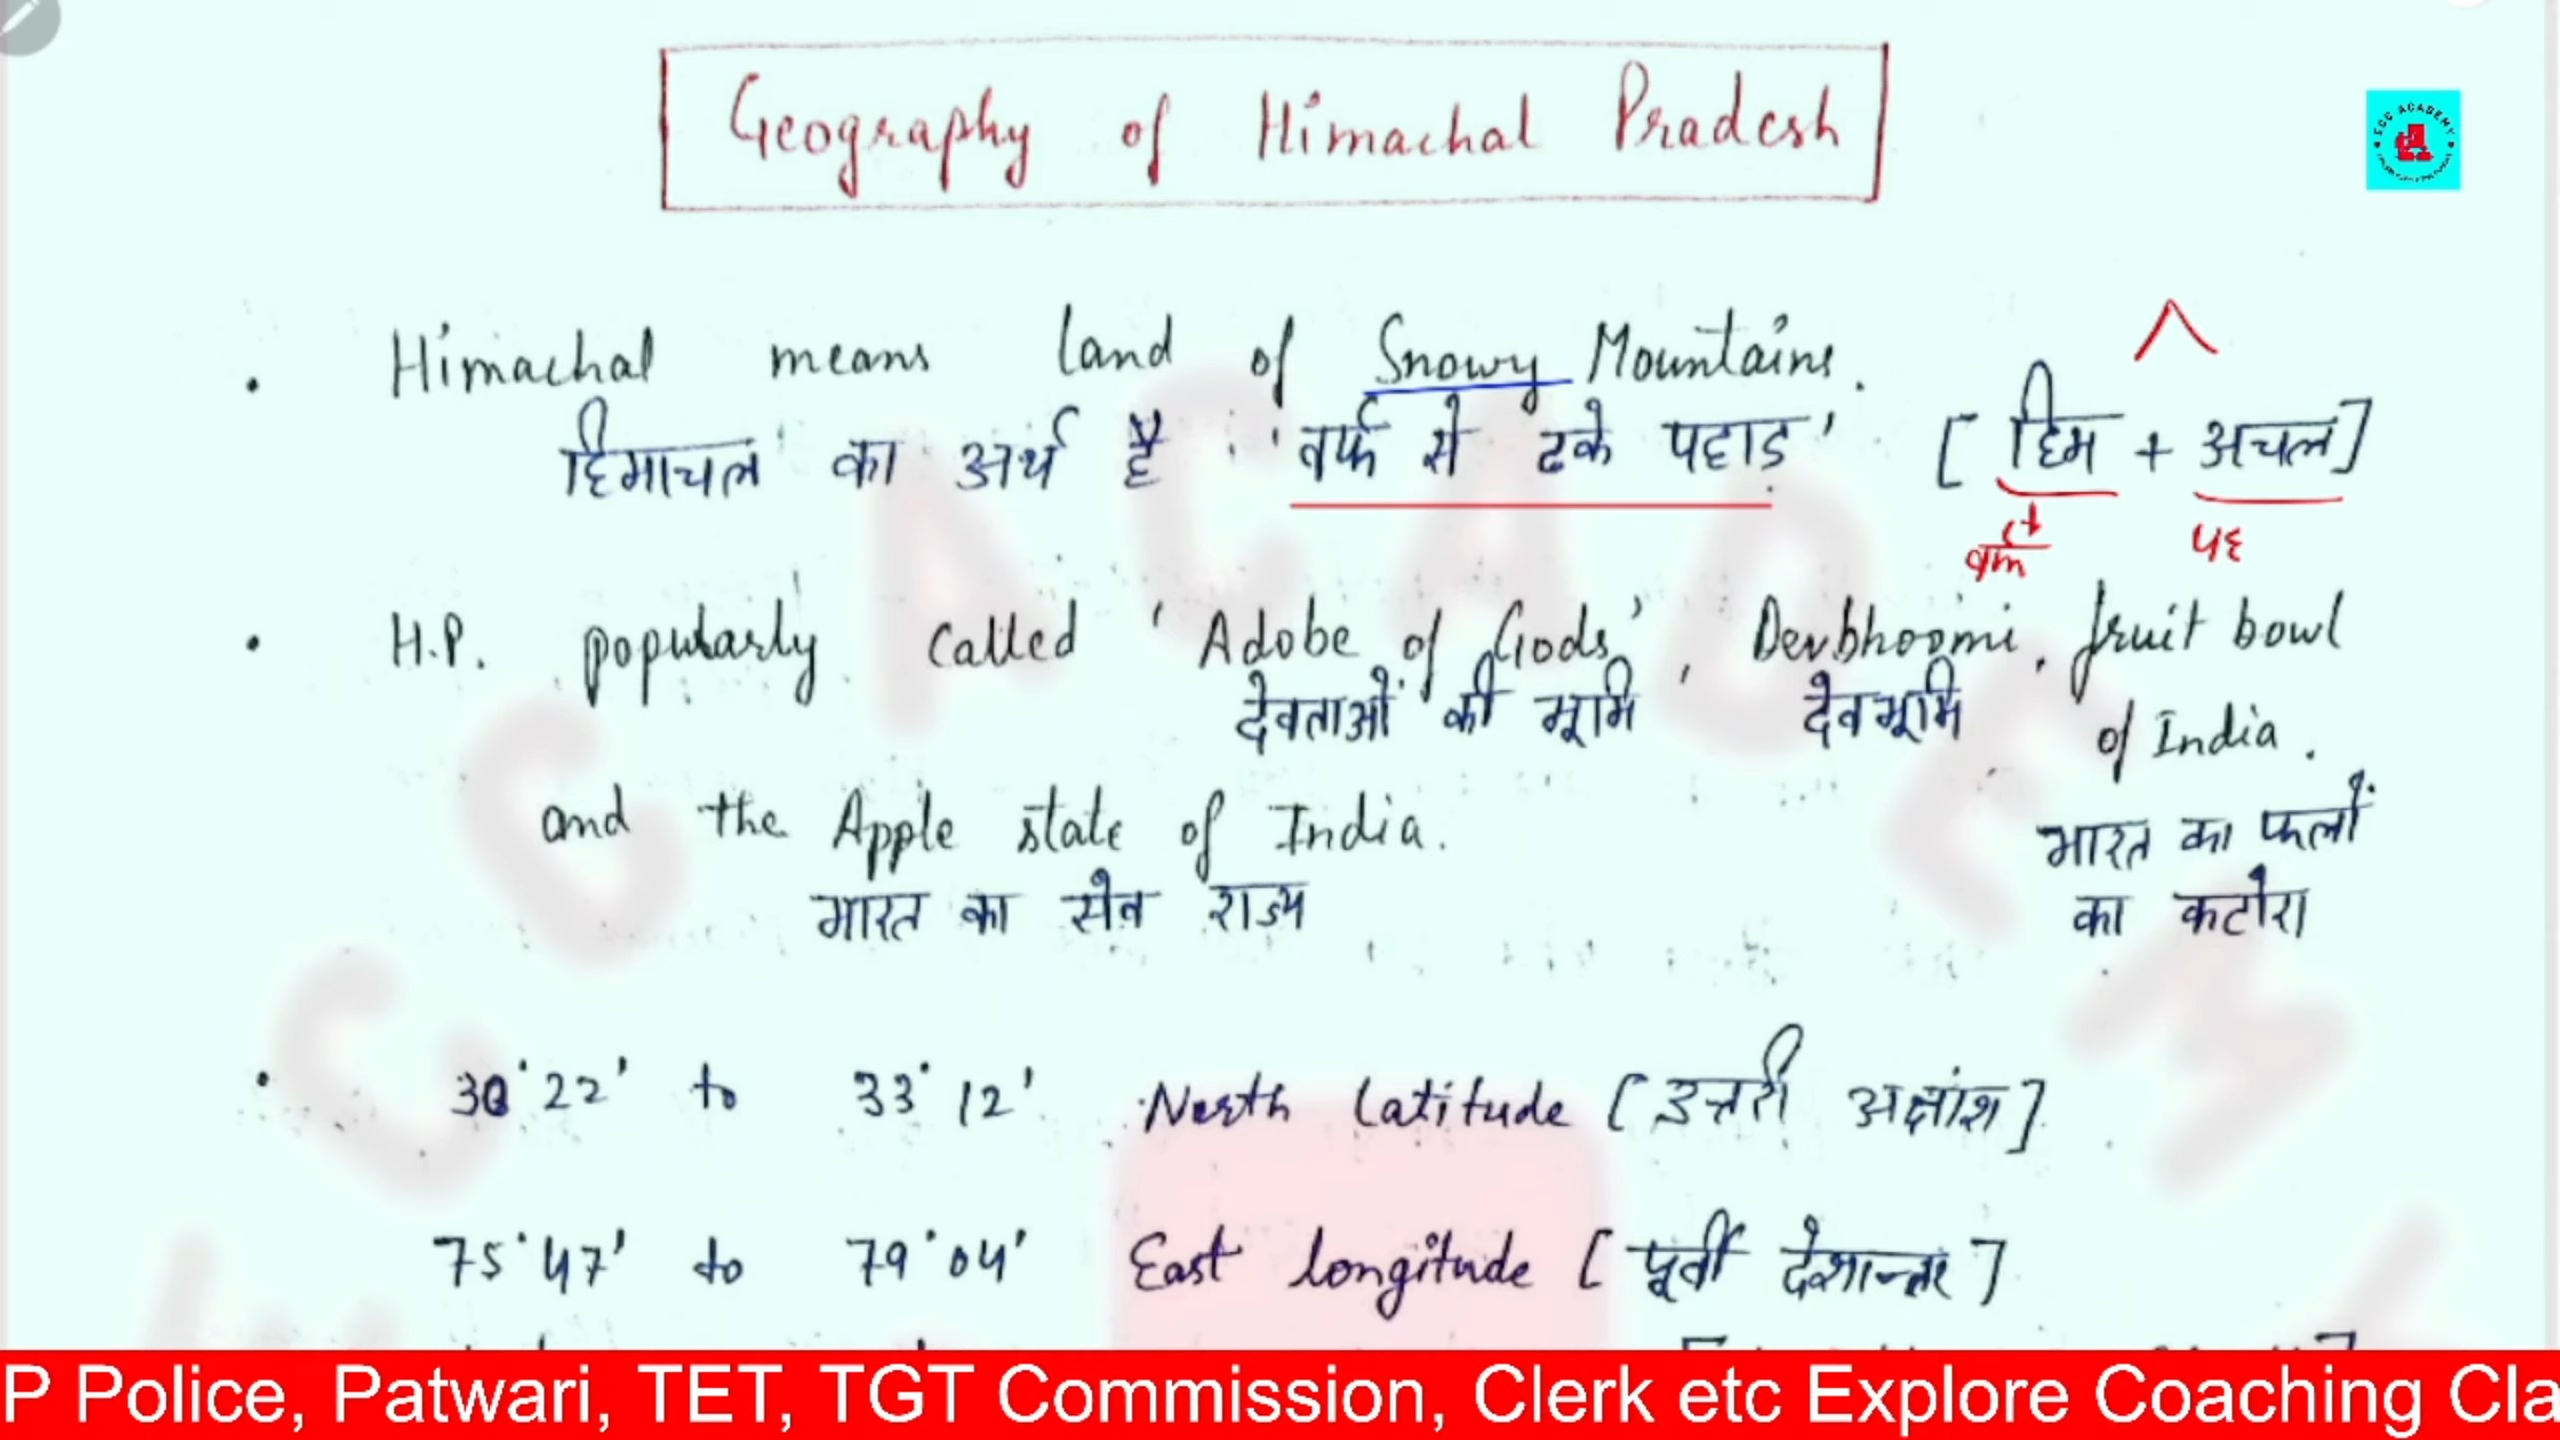 Geography of Himachal Pradesh
ECC ACADEMY
. Himachal means land of Snowy Mountains.
हिमाचल का अर्थ है 'बर्फ से ढके पहाड़' [हिम + अचल]
. H.P. popularly called 'Adobe of Gods', Devbhoomi, fruit bowl
देवताओं की भूमि देवभूमि of India.
and the Apple state of India. भारत का फलों
भारत का सेब राज्य का कटोरा
. 30°22' to 33°12' North latitude [उत्तरी अक्षांश]
75°47' to 79°04' East longitude [पूर्वी देशान्तर]
P Police, Patwari, TET, TGT Commission, Clerk etc Explore Coaching Cla